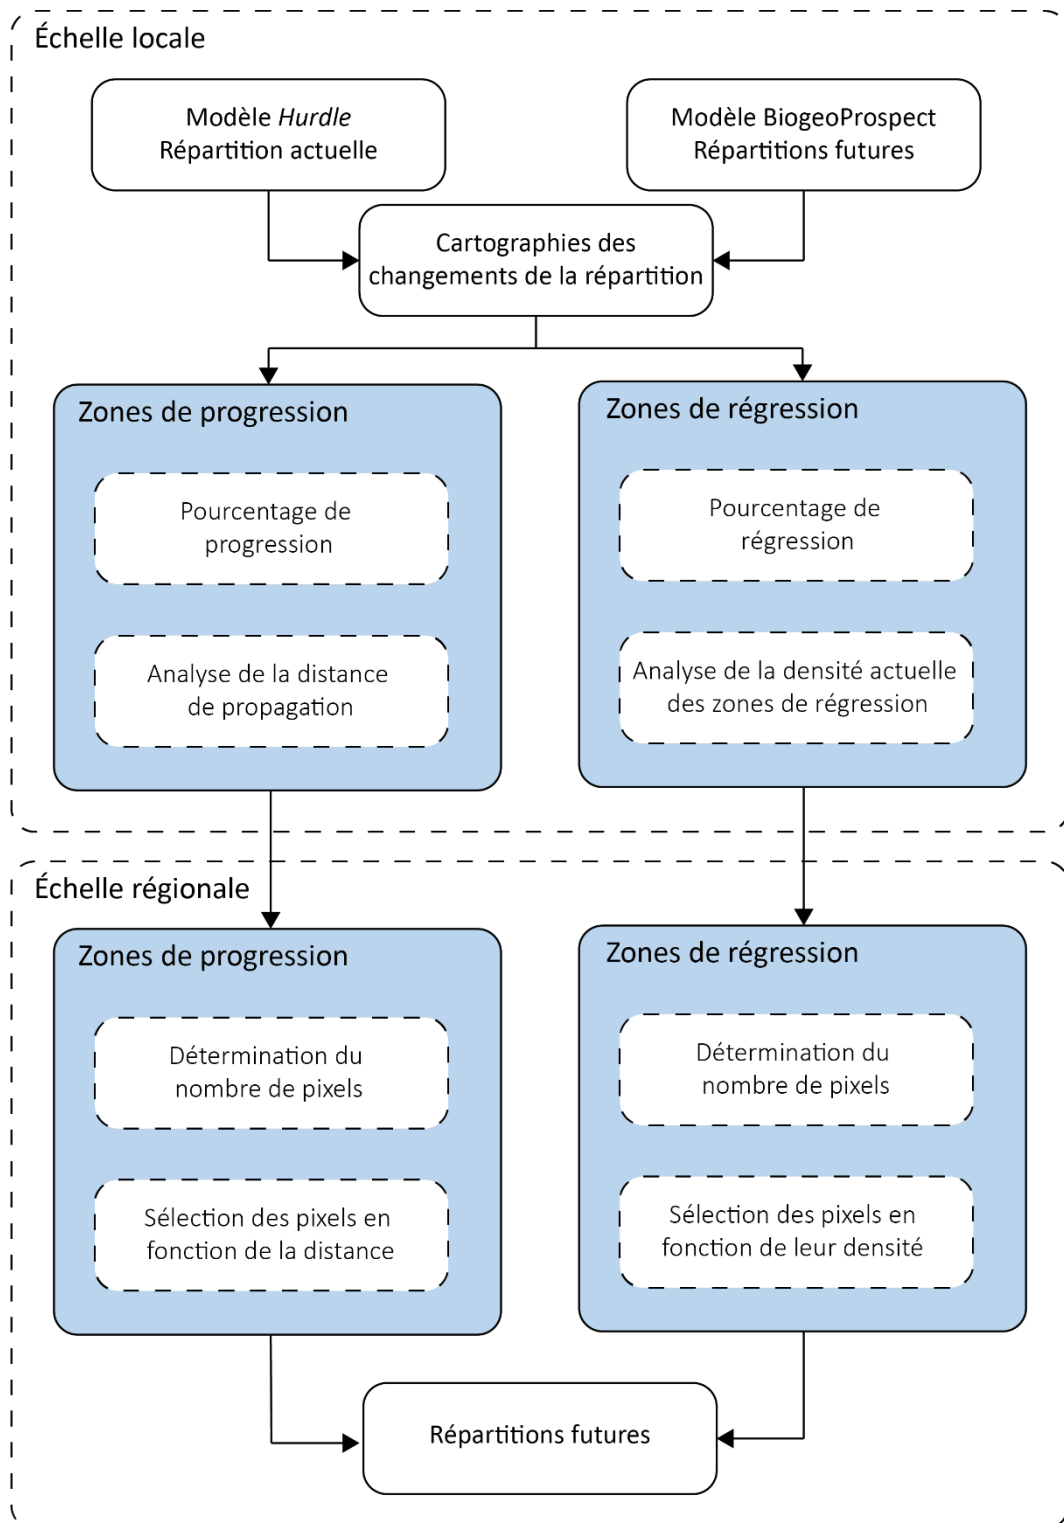 Échelle locale
Modèle Hurdle
Répartition actuelle
Modèle BiogeoProspect
Répartitions futures
Cartographies des
changements de la répartition
Zones de progression
Pourcentage de
progression
Analyse de la distance
de propagation
Zones de régression
Pourcentage de
régression
Analyse de la densité actuelle
des zones de régression
Échelle régionale
Zones de progression
Détermination du
nombre de pixels
Sélection des pixels en
fonction de la distance
Zones de régression
Détermination du
nombre de pixels
Sélection des pixels en
fonction de leur densité
Répartitions futures